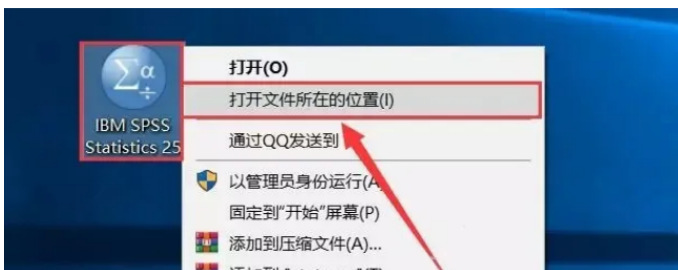 Σα
÷
IBM SPSS
Statistics 25
打开(O)
打开文件所在的位置(I)
通过QQ发送到
以管理员身份运行(A)
固定到"开始"屏幕(P)
添加到压缩文件(A)...